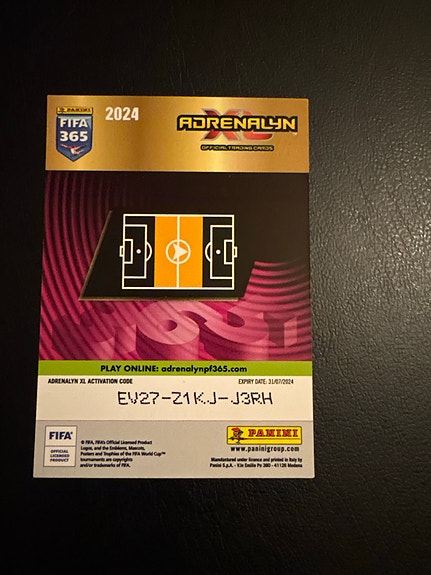 PANINI
FIFA
365
2024
ADRENALYN
XL
OFFICIAL TRADING CARDS
PLAY ONLINE: adrenalynpf365.com
ADRENALYN XL ACTIVATION CODE
EXPIRY DATE: 31/07/2024
EV27-Z1KJ-J3RH
FIFA®
OFFICIAL
LICENSED
PRODUCT
© FIFA, FIFA's Official Licensed Product
Logos, and the Emblems, Mascots,
Posters and Trophies of the FIFA World Cup™
tournaments are copyrights
and/or trademarks of FIFA.
PANINI
www.paninigroup.com
Manufactured under licence and printed in Italy by
Panini S.p.A. - V.le Emilio Po 380 - 41126 Modena